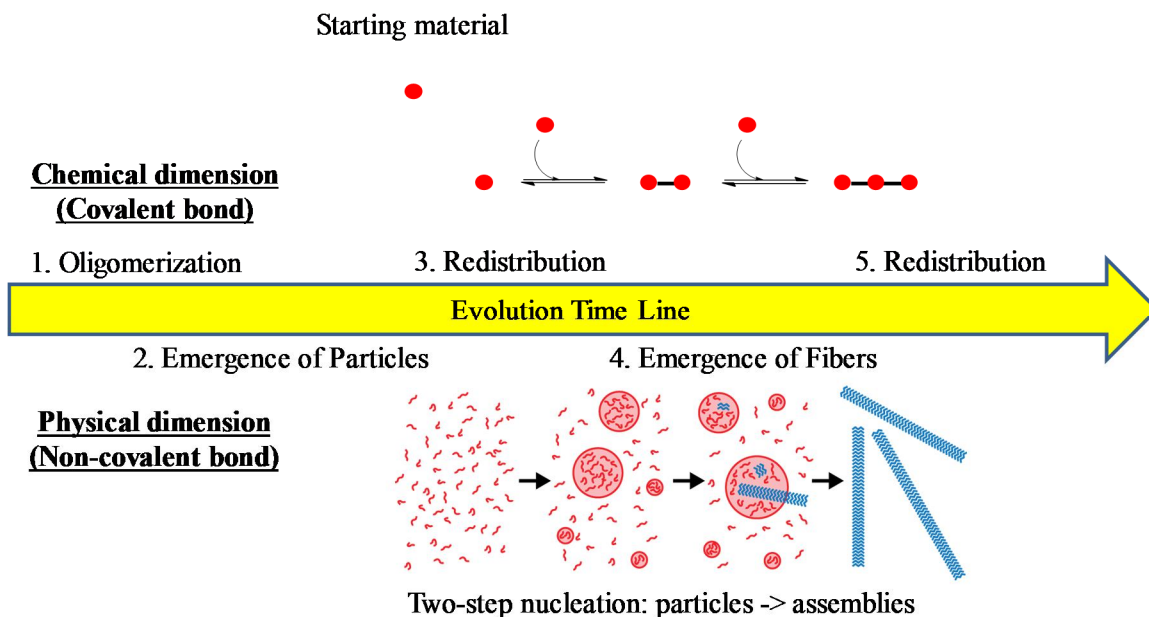 Starting material
Chemical dimension
(Covalent bond)
1. Oligomerization
3. Redistribution
5. Redistribution
Evolution Time Line
2. Emergence of Particles
4. Emergence of Fibers
Physical dimension
(Non-covalent bond)
Two-step nucleation: particles -> assemblies